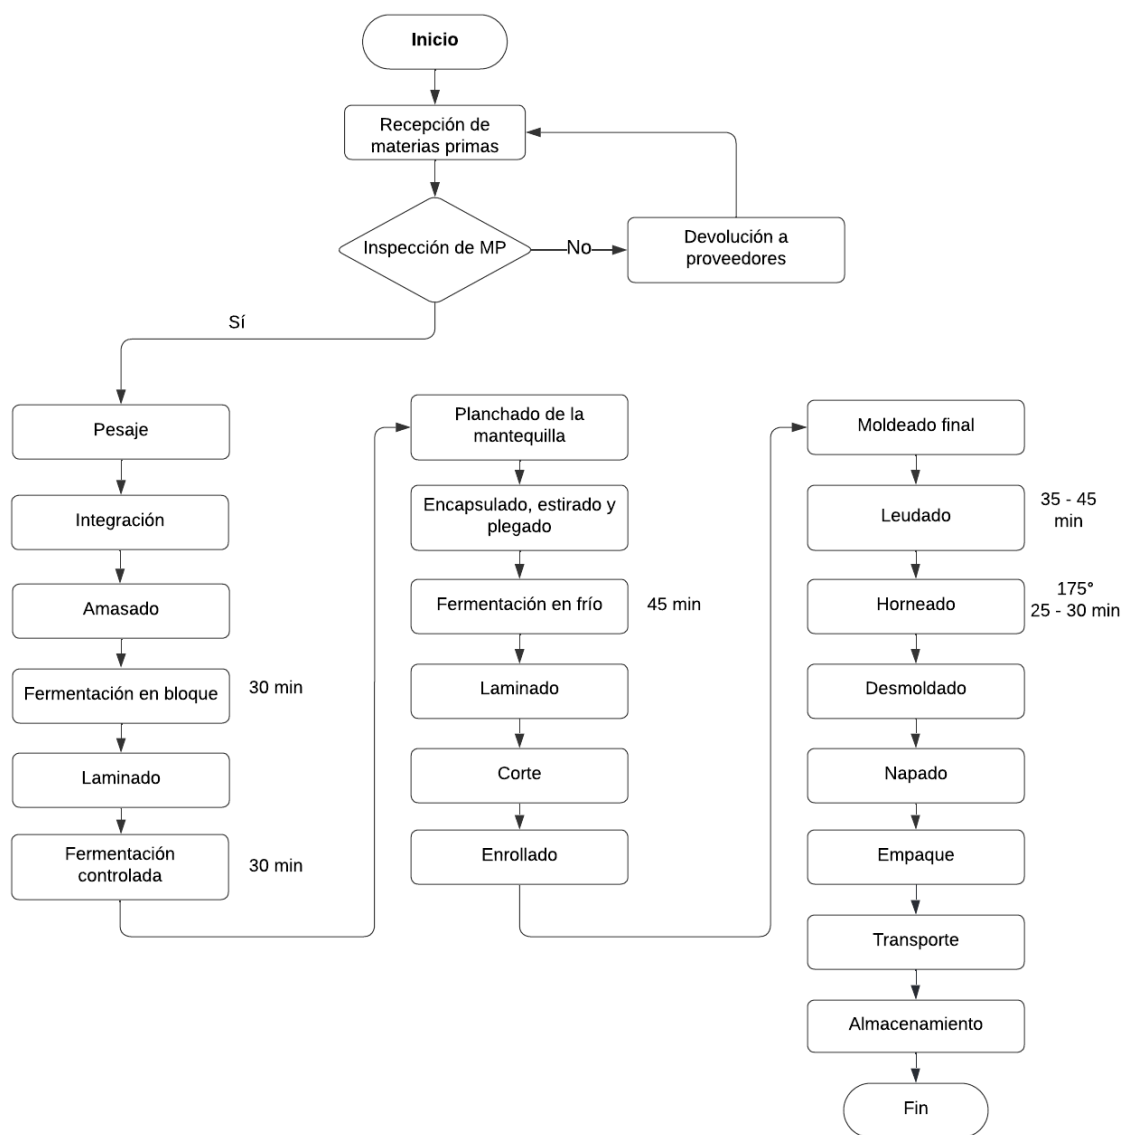 Inicio
Recepción de
materias primas
Inspección de MP
No
Devolución a
proveedores
Sí
Pesaje
Integración
Amasado
Fermentación en bloque
30 min
Laminado
Fermentación
controlada
30 min
Planchado de la
mantequilla
Encapsulado, estirado y
plegado
Fermentación en frío
45 min
Laminado
Corte
Enrollado
Moldeado final
Leudado
35 - 45
min
Horneado
175°
25 - 30 min
Desmoldado
Napado
Empaque
Transporte
Almacenamiento
Fin